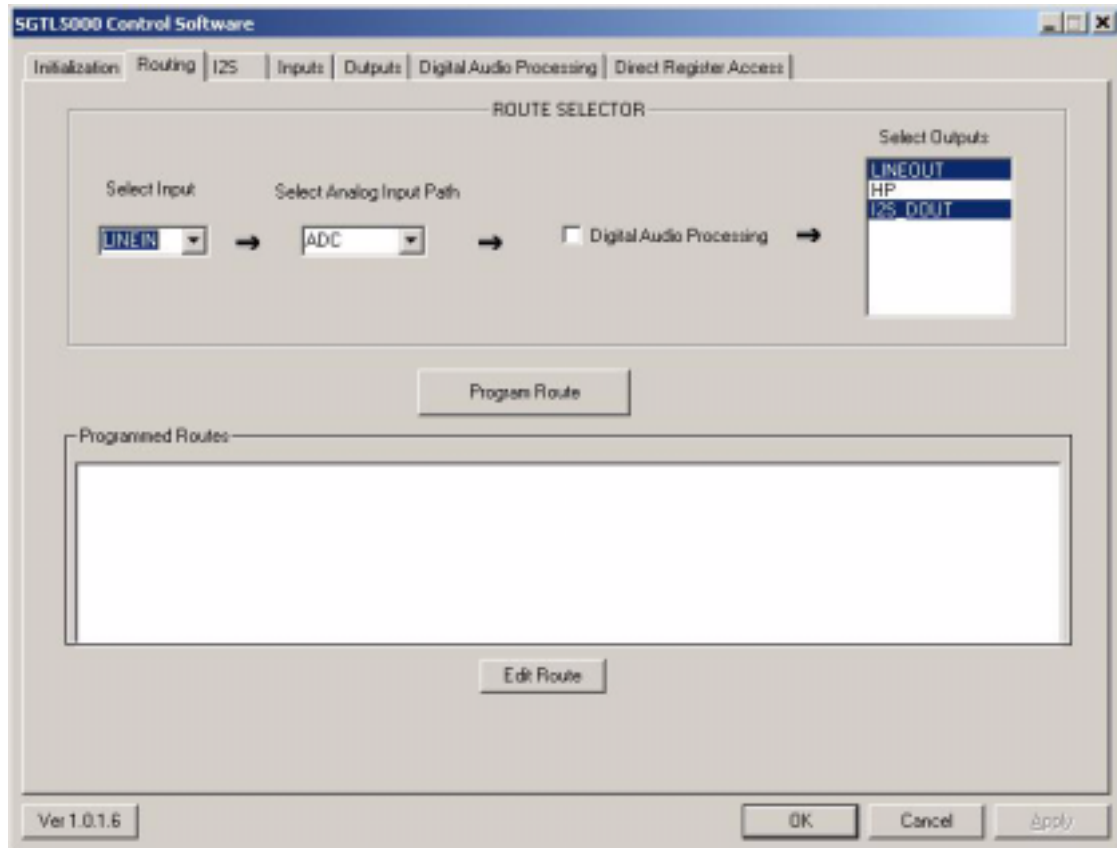 SGTL5000 Control Software
Initialization Routing I2S Inputs Outputs Digital Audio Processing Direct Register Access
ROUTE SELECTOR
Select Outputs
Select Input
Select Analog Input Path
LINEOUT
HP
I2S_DOUT
LINEIN
ADC
Digital Audio Processing
Program Route
Programmed Routes
Edit Route
Ver 1.0.1.6
OK Cancel Apply